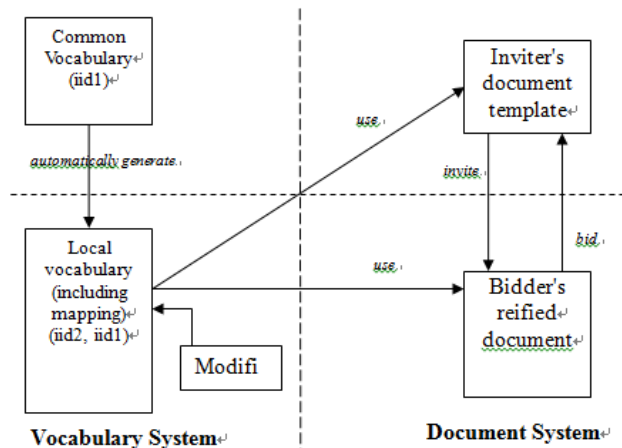 Common
Vocabulary
(iid1)
automatically generate.
Local
vocabulary
(including
mapping)
(iid2, iid1)
Modifi
Vocabulary System
use
use
Inviter's
document
template
invite
bid
Bidder's
reified
document
Document System